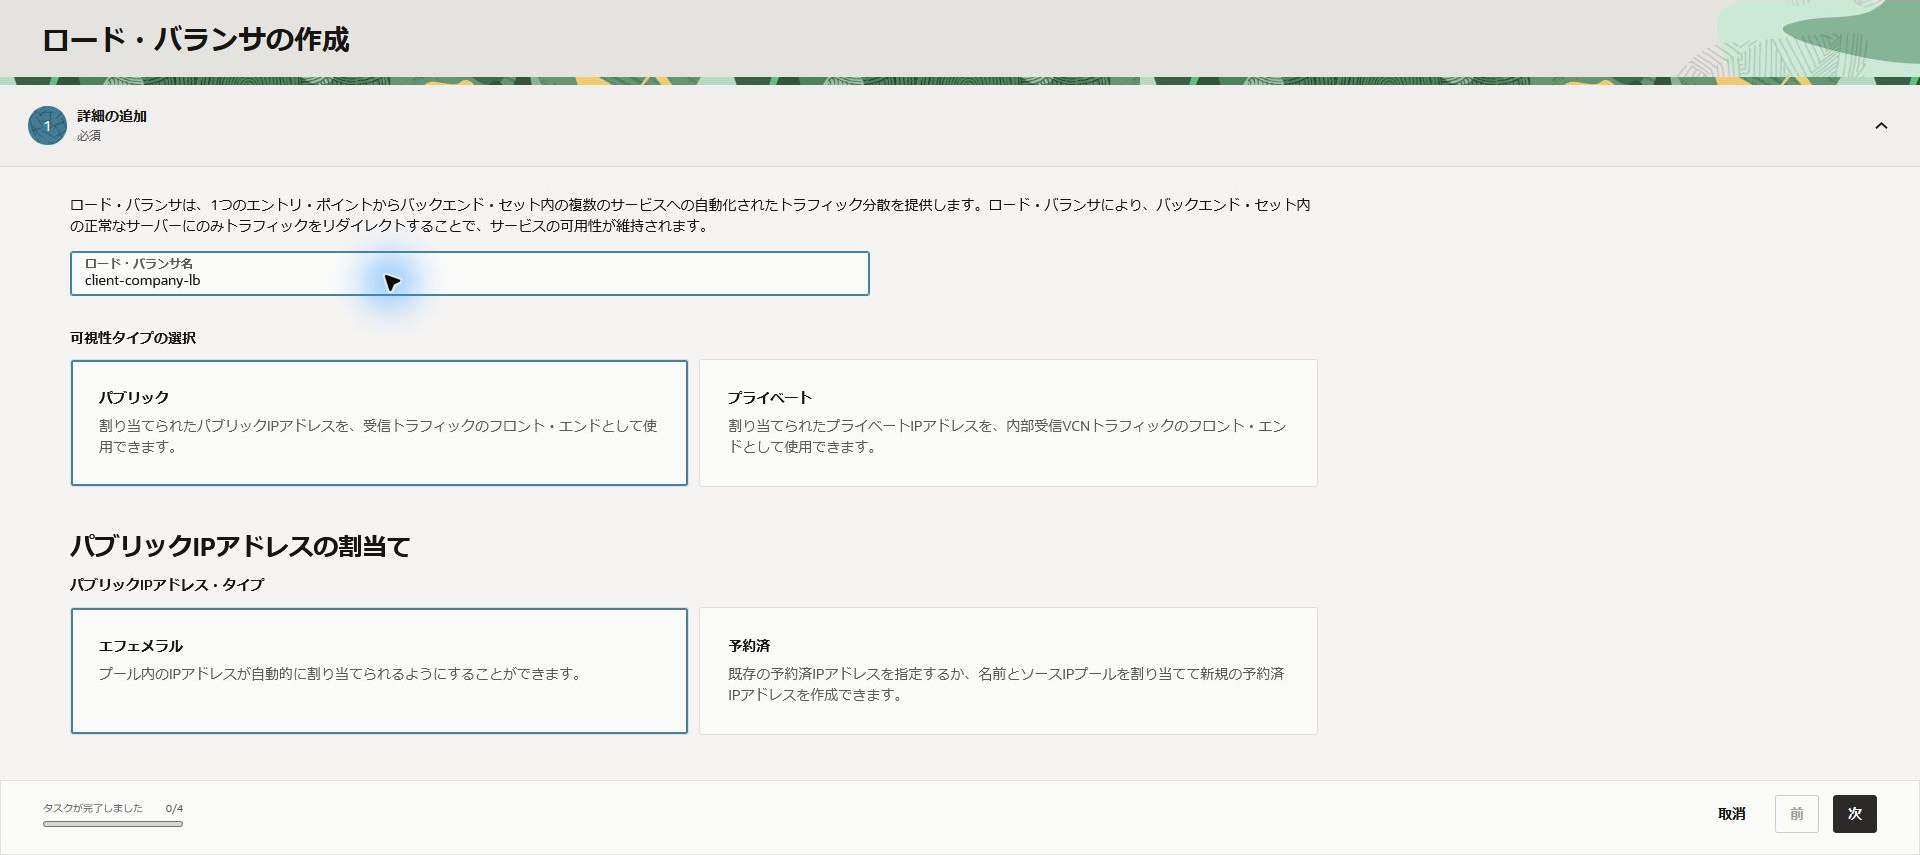 ロード・バランサの作成
1
詳細の追加
必須
ロード・バランサは、1つのエントリ・ポイントからバックエンド・セット内の複数のサービスへの自動化されたトラフィック分散を提供します。ロード・バランサにより、バックエンド・セット内
の正常なサーバーにのみトラフィックをリダイレクトすることで、サービスの可用性が維持されます。
ロード・バランサ名
client-company-lb
可視性タイプの選択
パブリック
割り当てられたパブリックIPアドレスを、受信トラフィックのフロント・エンドとして使
用できます。
プライベート
割り当てられたプライベートIPアドレスを、内部受信VCNトラフィックのフロント・エン
ドとして使用できます。
パブリックIPアドレスの割当て
パブリックIPアドレス・タイプ
エフェメラル
プール内のIPアドレスが自動的に割り当てられるようにすることができます。
予約済
既存の予約済IPアドレスを指定するか、名前とソースIPプールを割り当てて新規の予約済
IPアドレスを作成できます。
タスクが完了しました 0/4
取消
前
次